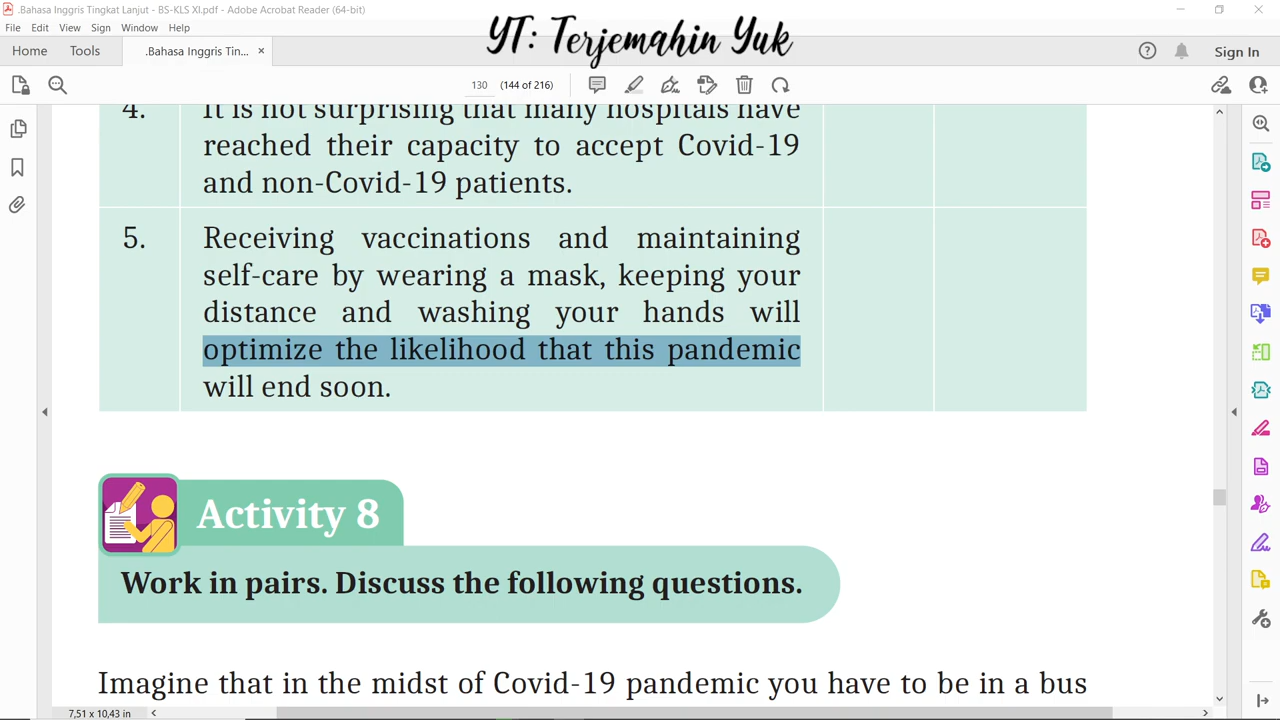 .Bahasa Inggris Tingkat Lanjut - BS-KLS XI.pdf - Adobe Acrobat Reader (64-bit)
YT: Terjemahin Yuk
File Edit View Sign Window Help
Home Tools .Bahasa Inggris Tin... × Sign In
130 (144 of 216)
4. It is not surprising that many hospitals have
reached their capacity to accept Covid-19
and non-Covid-19 patients.
5. Receiving vaccinations and maintaining
self-care by wearing a mask, keeping your
distance and washing your hands will
optimize the likelihood that this pandemic
will end soon.
Activity 8
Work in pairs. Discuss the following questions.
Imagine that in the midst of Covid-19 pandemic you have to be in a bus
7,51 x 10,43 in